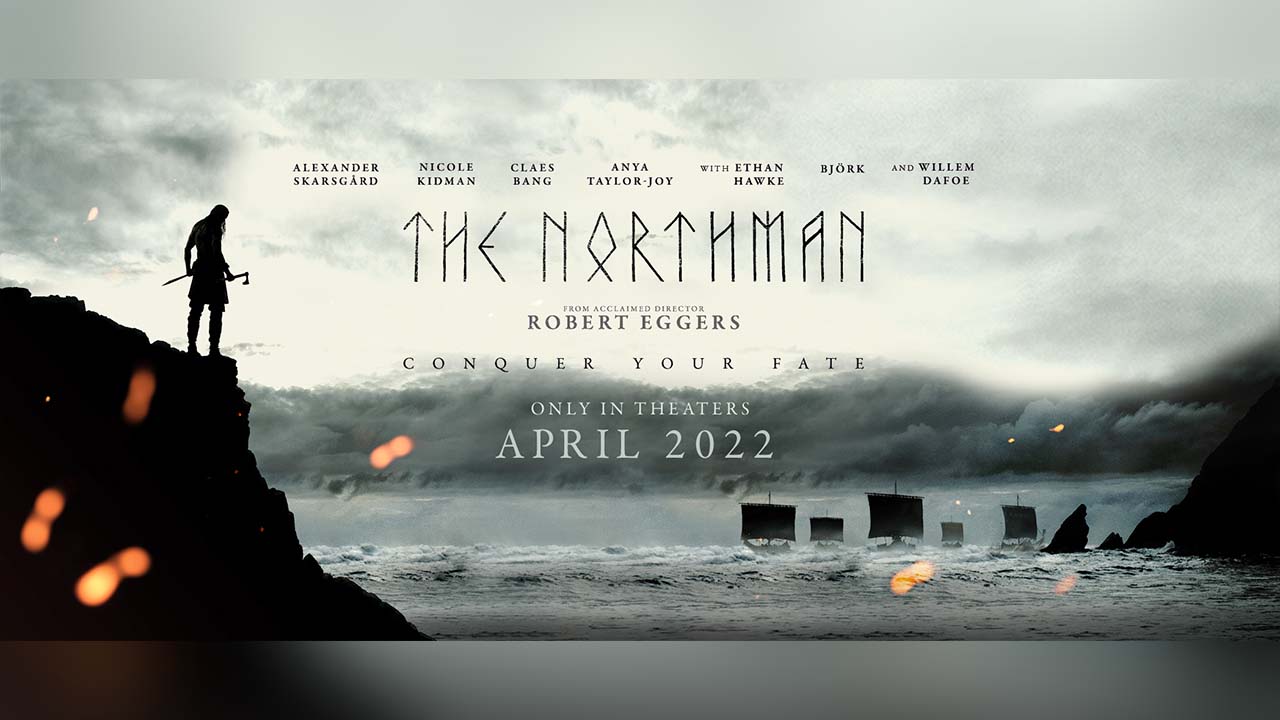 ALEXANDER SKARSGÅRD
NICOLE KIDMAN
CLAES BANG
ANYA TAYLOR-JOY
WITH ETHAN HAWKE
BJÖRK
AND WILLEM DAFOE
THE NORTHMAN
FROM ACCLAIMED DIRECTOR
ROBERT EGGERS
CONQUER YOUR FATE
ONLY IN THEATERS
APRIL 2022